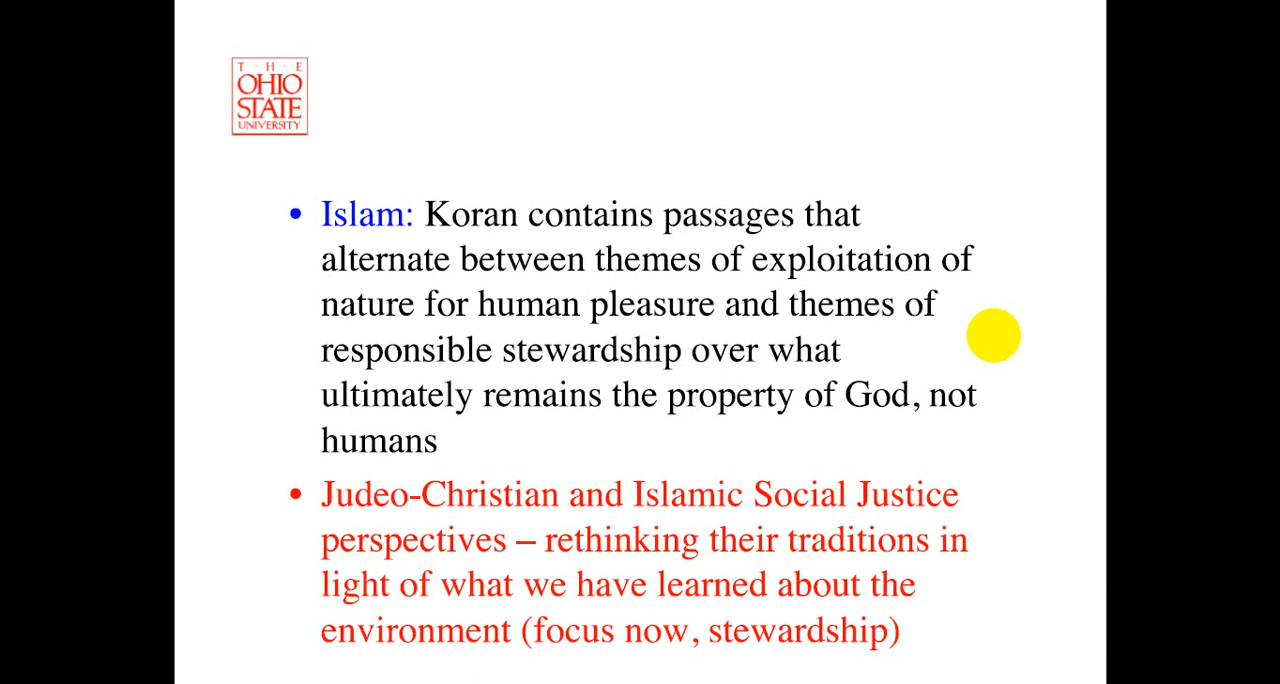 T · H · E
OHIO
STATE
UNIVERSITY
• Islam: Koran contains passages that
alternate between themes of exploitation of
nature for human pleasure and themes of
responsible stewardship over what
ultimately remains the property of God, not
humans
• Judeo-Christian and Islamic Social Justice
perspectives – rethinking their traditions in
light of what we have learned about the
environment (focus now, stewardship)